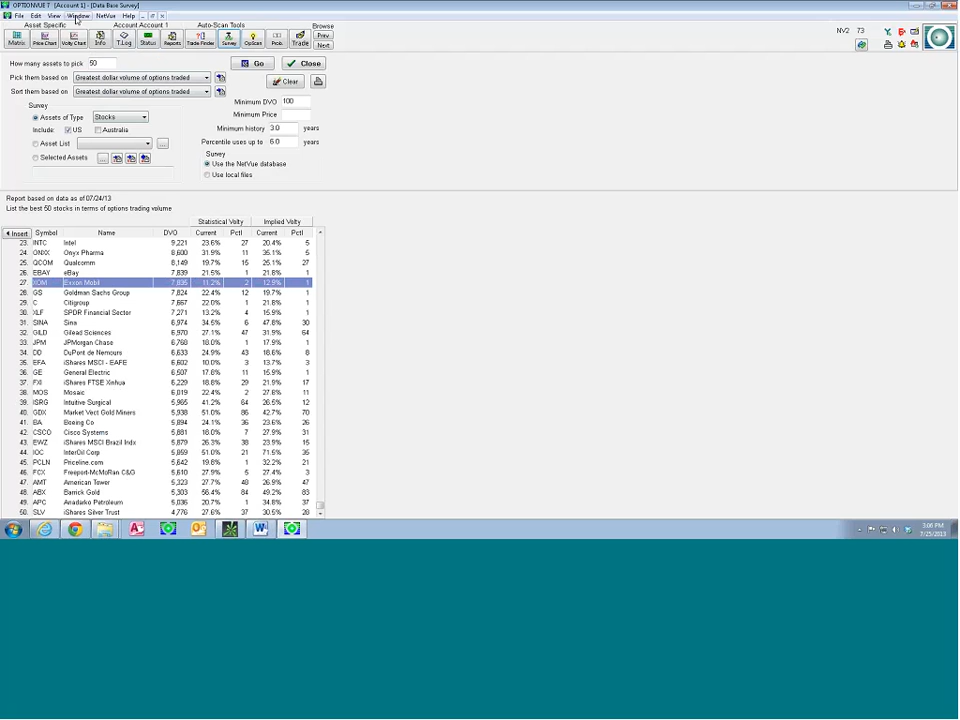 OPTIONVUE 7 - [Account 1] - [Data Base Survey]
File Edit View Window NetVue Help
Asset Specific Account Account 1 Auto-Scan Tools Browse
Matrix Price Chart Volty Chart Info T.Log Status Reports Trade Finder Survey Opticas Prob. Trade Prev Next
NV2 73
How many assets to pick 50 Go Close
Pick them based on Greatest dollar volume of options traded Clear
Sort them based on Greatest dollar volume of options traded
Minimum DVO 100
Survey
Minimum Price
Assets of Type Stocks
Minimum history 3.0 years
Include: US Australia
Percentile uses up to 6.0 years
Asset List ...
Survey
Selected Assets ...
Use the NetVue database
Use local files
Report based on data as of 07/24/13
List the best 50 stocks in terms of options trading volume
Statistical Volty Implied Volty
Insert Symbol Name DVO Current Pctl Current Pctl
23. INTC Intel 9,221 23.6% 27 20.4% 5
24. ONXX Onyx Pharma 8,600 31.9% 11 35.1% 5
25. QCOM Qualcomm 8,149 19.7% 15 25.1% 27
26. EBAY eBay 7,839 21.5% 1 21.8% 1
27. XOM Exxon Mobil 7,835 11.2% 2 12.9% 1
28. GS Goldman Sachs Group 7,824 22.4% 12 19.7% 1
29. C Citigroup 7,667 22.0% 1 21.8% 1
30. XLF SPDR Financial Sector 7,271 13.2% 4 15.9% 1
31. SINA Sina 6,974 34.5% 6 47.8% 30
32. GILD Gilead Sciences 6,970 27.1% 47 31.9% 64
33. JPM JPMorgan Chase 6,768 18.0% 1 17.9% 1
34. DD DuPont de Nemours 6,633 24.9% 43 18.6% 8
35. EFA iShares MSCI - EAFE 6,602 10.0% 3 13.7% 3
36. GE General Electric 6,507 17.8% 11 15.9% 1
37. FXI iShares FTSE Xinhua 6,229 18.8% 29 21.9% 17
38. MOS Mosaic 6,019 22.4% 2 27.8% 11
39. ISRG Intuitive Surgical 5,965 41.2% 64 26.5% 12
40. GDX Market Vect Gold Miners 5,938 51.0% 86 42.7% 70
41. BA Boeing Co 5,894 24.1% 36 23.6% 26
42. CSCO Cisco Systems 5,881 18.0% 7 27.9% 31
43. EWZ iShares MSCI Brazil Indx 5,879 26.3% 38 23.9% 15
44. IOC InterOil Corp 5,859 51.0% 21 71.5% 35
45. PCLN Priceline.com 5,642 19.8% 1 32.2% 21
46. FCX Freeport-McMoRan C&G 5,610 27.9% 5 27.4% 3
47. AMT American Tower 5,323 27.7% 48 26.9% 47
48. ABX Barrick Gold 5,303 56.4% 84 49.2% 83
49. APC Anadarko Petroleum 5,036 20.7% 1 34.8% 37
50. SLV iShares Silver Trust 4,776 27.6% 37 30.5% 28
3:06 PM
7/25/2013